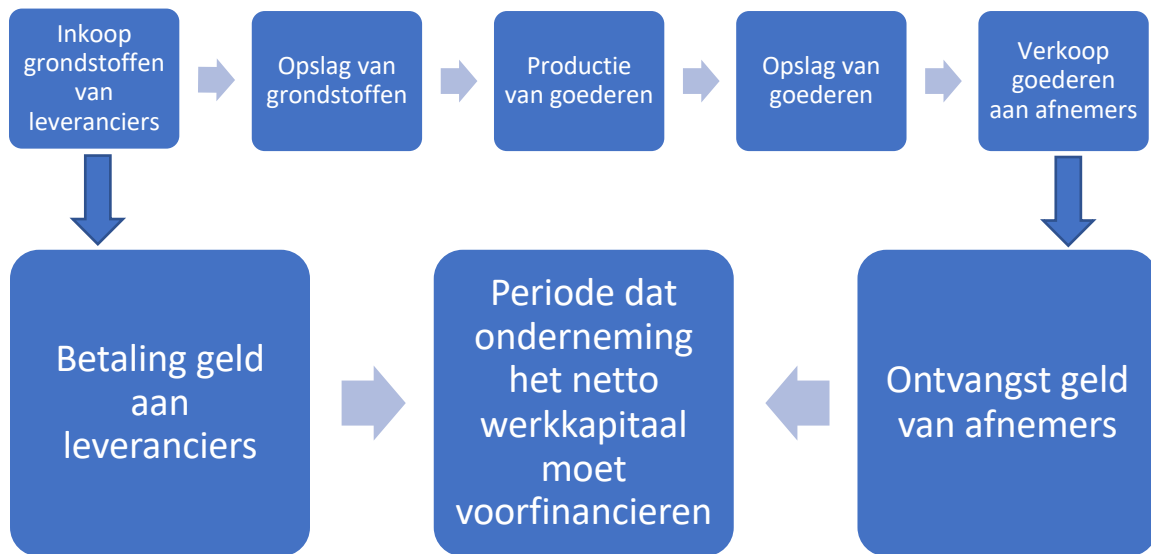 Inkoop
grondstoffen
van
leveranciers
Opslag van
grondstoffen
Productie
van goederen
Opslag van
goederen
Verkoop
goederen
aan afnemers
Betaling geld
aan
leveranciers
Periode dat
onderneming
het netto
werkkapitaal
moet
voorfinancieren
Ontvangst geld
van afnemers